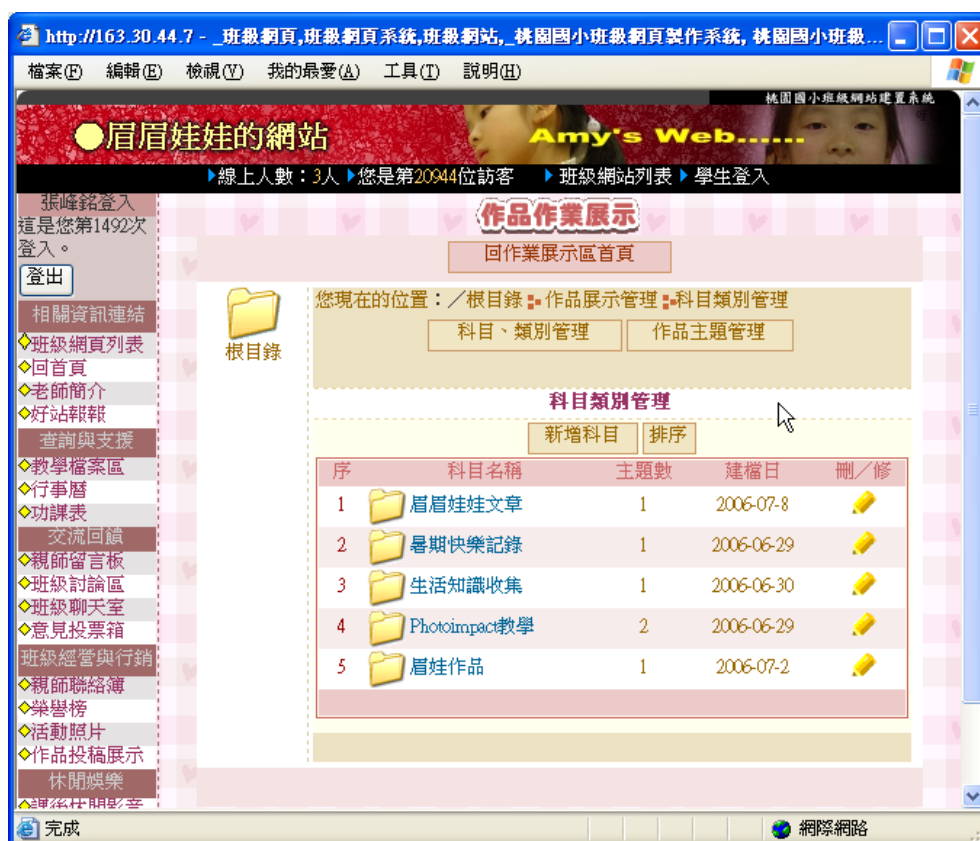 http://163.30.44.7 - _班級網頁,班級網頁系統,班級網站,_桃園國小班級網頁製作系統, 桃園國小班級...
檔案(F) 編輯(E) 檢視(V) 我的最愛(A) 工具(T) 說明(H)
桃園國小班級網站建置系統
●眉眉娃娃的網站 Amy's Web......
線上人數：3人 您是第20944位訪客 班級網站列表 學生登入
張峰銘登入
這是您第1492次
登入。
登出
相關資訊連結
班級網頁列表
回首頁
老師簡介
好站報報
查詢與支援
教學檔案區
行事曆
功課表
交流回饋
親師留言板
班級討論區
班級聊天室
意見投票箱
班級經營與行銷
親師聯絡簿
榮譽榜
活動照片
作品投稿展示
休閒娛樂
課後休閒影音
作品作業展示
回作業展示區首頁
根目錄
您現在的位置：／根目錄 作品展示管理 科目類別管理
科目、類別管理 作品主題管理
科目類別管理
新增科目 排序
序 科目名稱 主題數 建檔日 刪／修
1 眉眉娃娃文章 1 2006-07-8
2 暑期快樂記錄 1 2006-06-29
3 生活知識收集 1 2006-06-30
4 Photoimpact教學 2 2006-06-29
5 眉娃作品 1 2006-07-2
完成 網際網路